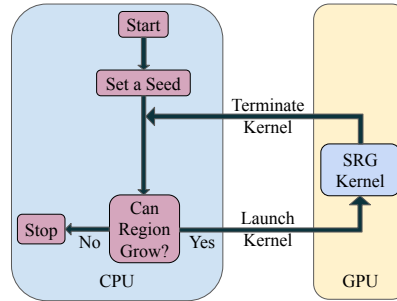 Start
Set a Seed
Terminate
Kernel
SRG
Kernel
Can
Region
Grow?
Stop
No
Yes
Launch
Kernel
CPU
GPU